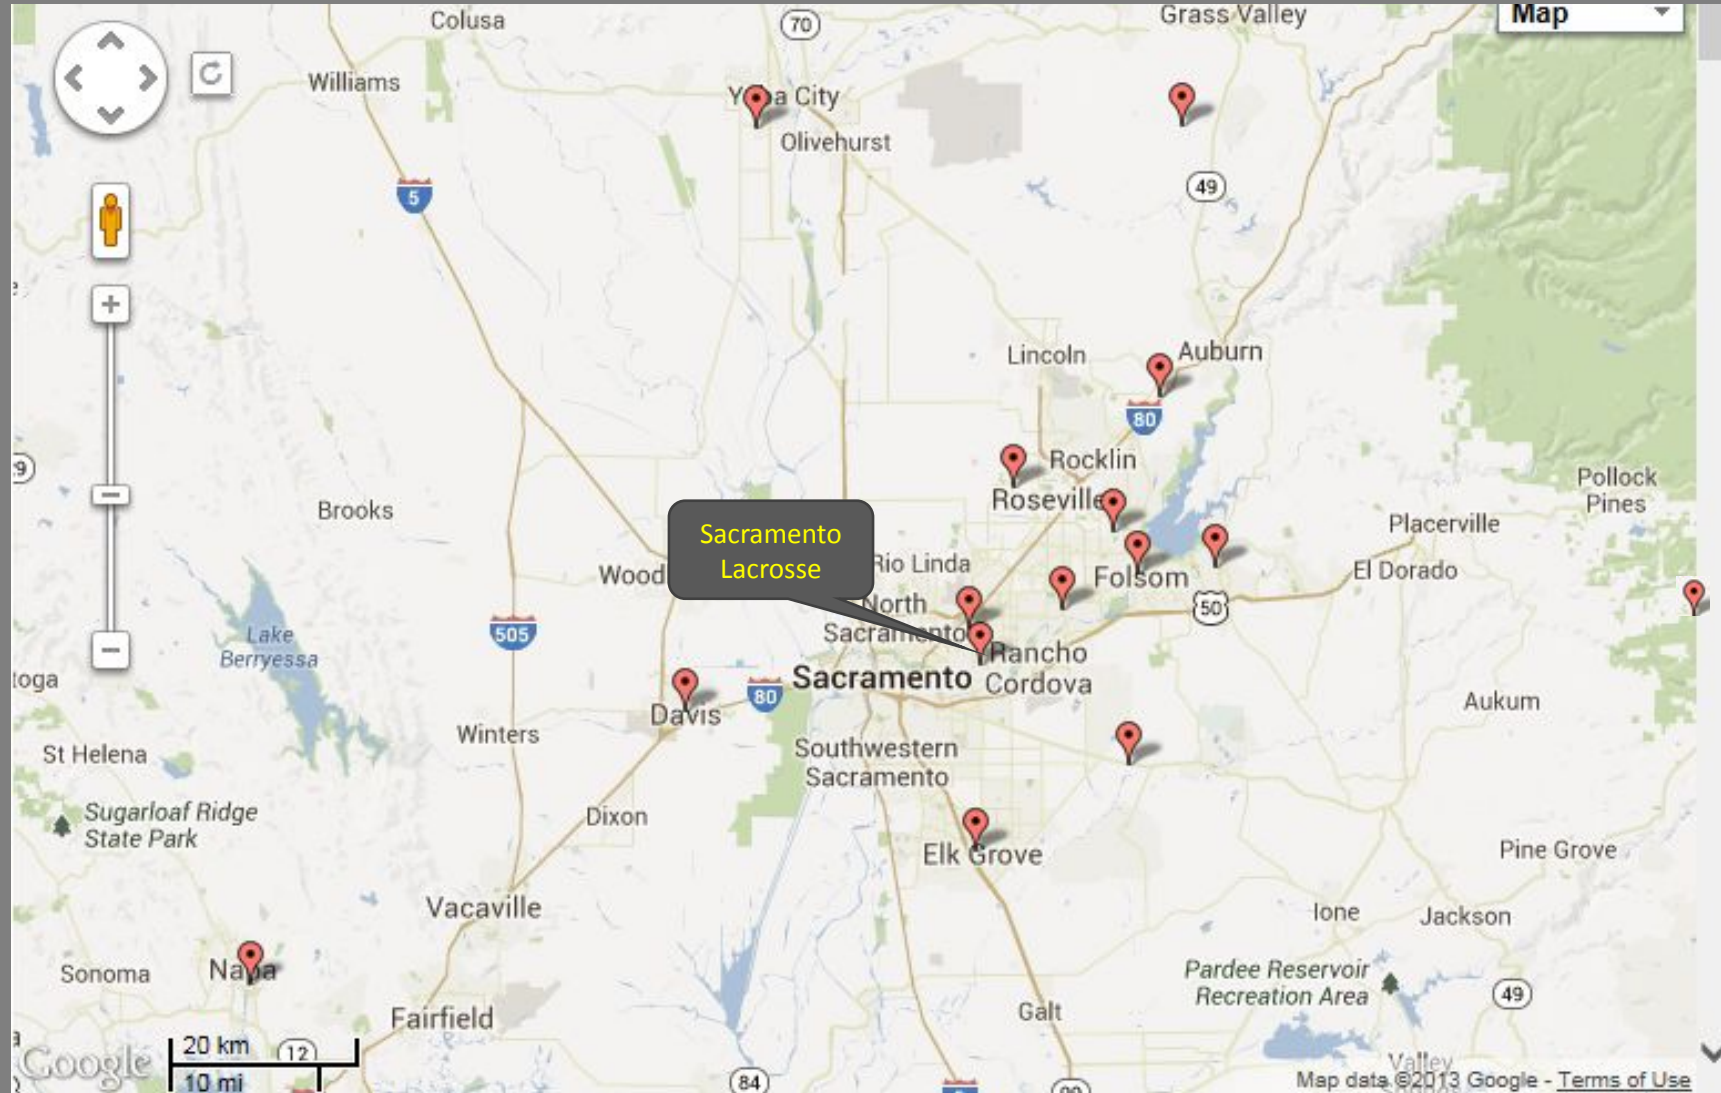 Colusa
70
Grass Valley
Map
Williams
Yuba City
Olivehurst
5
49
Lincoln
Auburn
80
Rocklin
Roseville
Pollock
Pines
Placerville
Brooks
Sacramento
Lacrosse
Rio Linda
Wood
Folsom
El Dorado
North
Sacramento
50
505
Lake
Berryessa
Rancho
Cordova
Sacramento
toga
80
Davis
Aukum
Winters
St Helena
Southwestern
Sacramento
Sugarloaf Ridge
State Park
Dixon
Elk Grove
Pine Grove
Vacaville
Ione
Jackson
Sonoma
Napa
Pardee Reservoir
Recreation Area
49
Fairfield
Galt
Google
20 km
12
10 mi
84
Valley
Map data ©2013 Google - Terms of Use